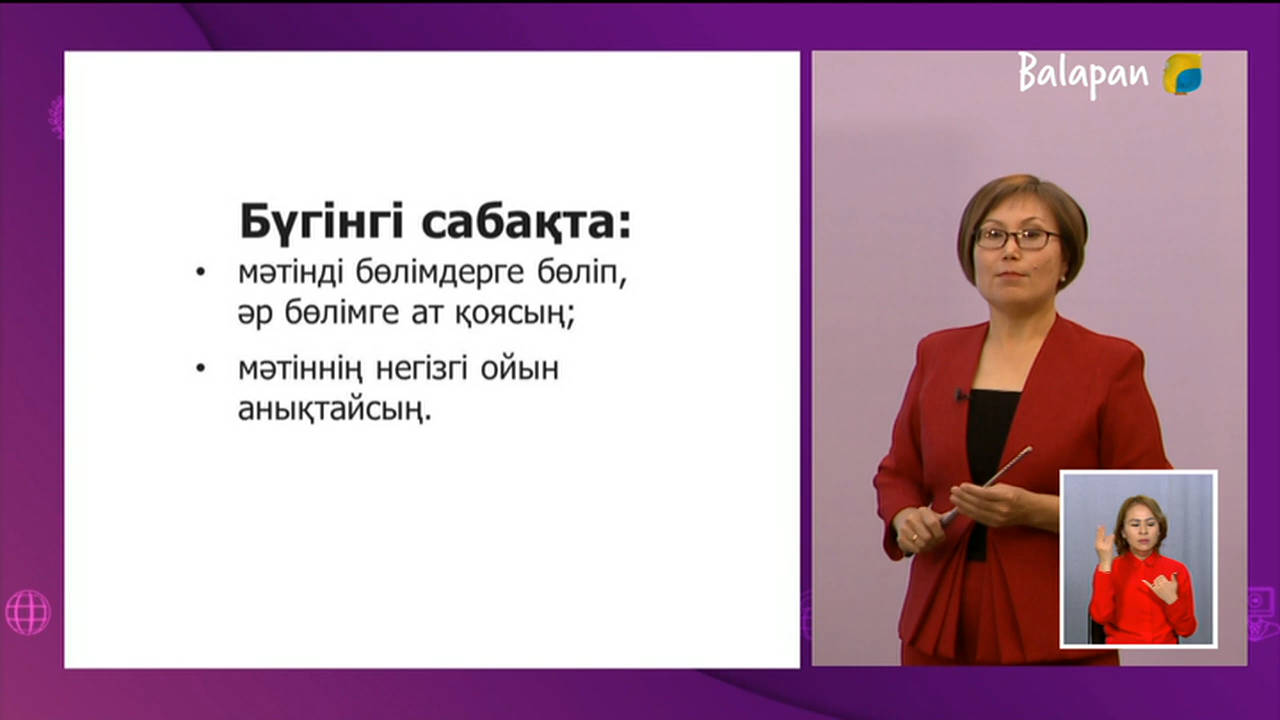 Balapan
Бүгінгі сабақта:
• мәтінді бөлімдерге бөліп,
әр бөлімге ат қоясың;
• мәтіннің негізгі ойын
анықтайсың.